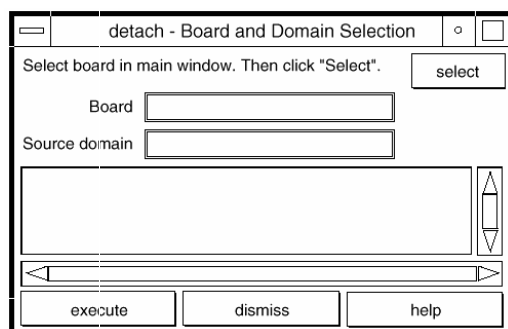 detach - Board and Domain Selection
Select board in main window. Then click "Select".
select
Board
Source domain
execute
dismiss
help